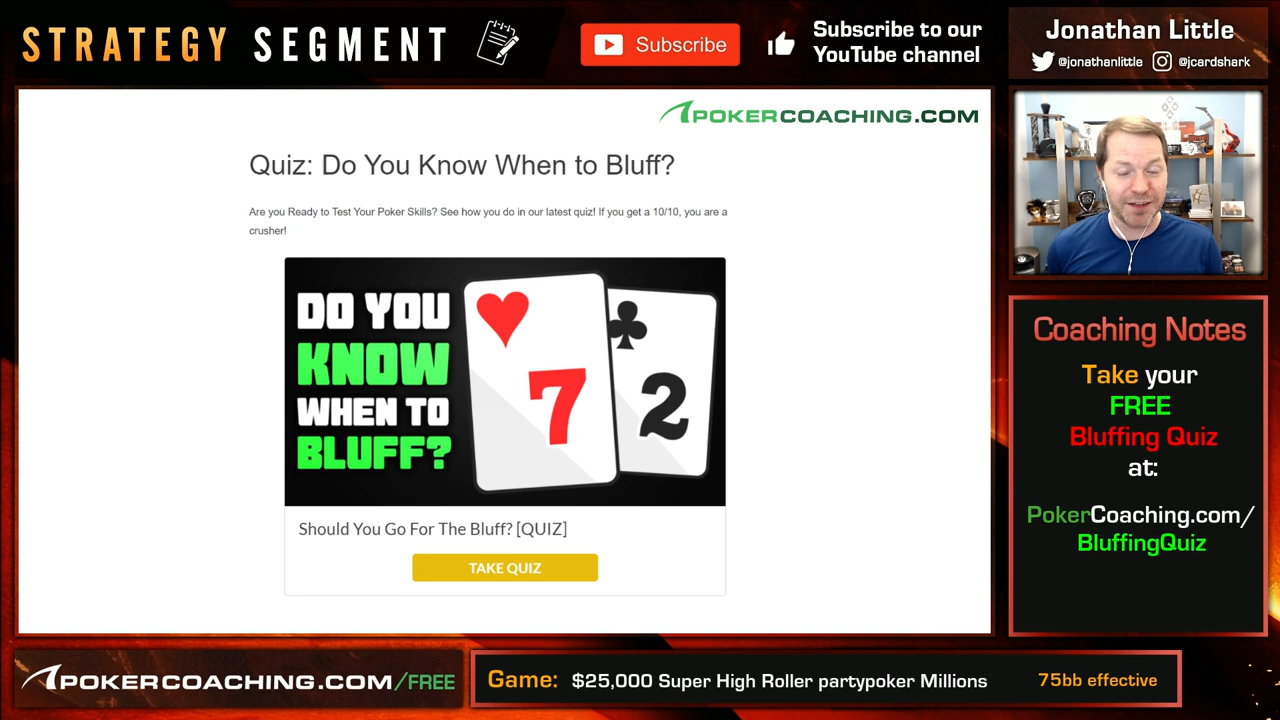 STRATEGY SEGMENT
Subscribe
Subscribe to our
YouTube channel
Jonathan Little
@jonathanlittle
@jcardshark
POKERCOACHING.COM
Quiz: Do You Know When to Bluff?
Are you Ready to Test Your Poker Skills? See how you do in our latest quiz! If you get a 10/10, you are a
crusher!
DO YOU
KNOW
WHEN TO
BLUFF?
7
2
Should You Go For The Bluff? [QUIZ]
TAKE QUIZ
Coaching Notes
Take your
FREE
Bluffing Quiz
at:
PokerCoaching.com/
BluffingQuiz
POKERCOACHING.COM/FREE
Game: $25,000 Super High Roller partypoker Millions
75bb effective